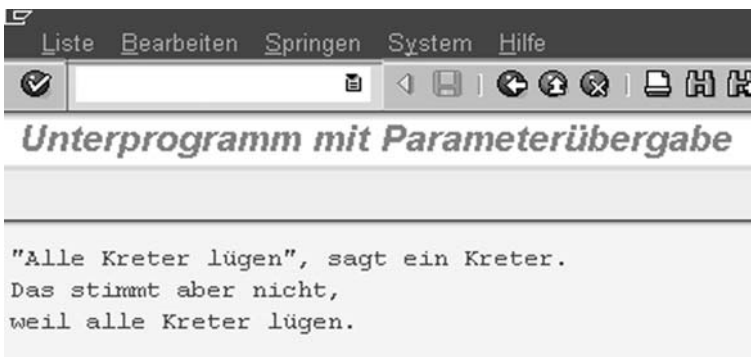 Liste Bearbeiten Springen System Hilfe
Unterprogramm mit Parameterübergabe
"Alle Kreter lügen", sagt ein Kreter.
Das stimmt aber nicht,
weil alle Kreter lügen.